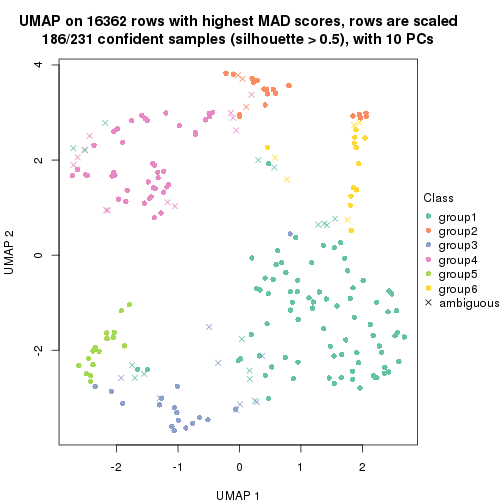 UMAP on 16362 rows with highest MAD scores, rows are scaled
186/231 confident samples (silhouette > 0.5), with 10 PCs
4
2
0
-2
UMAP 2
-2
-1
0
1
2
UMAP 1
Class
group1
group2
group3
group4
group5
group6
ambiguous